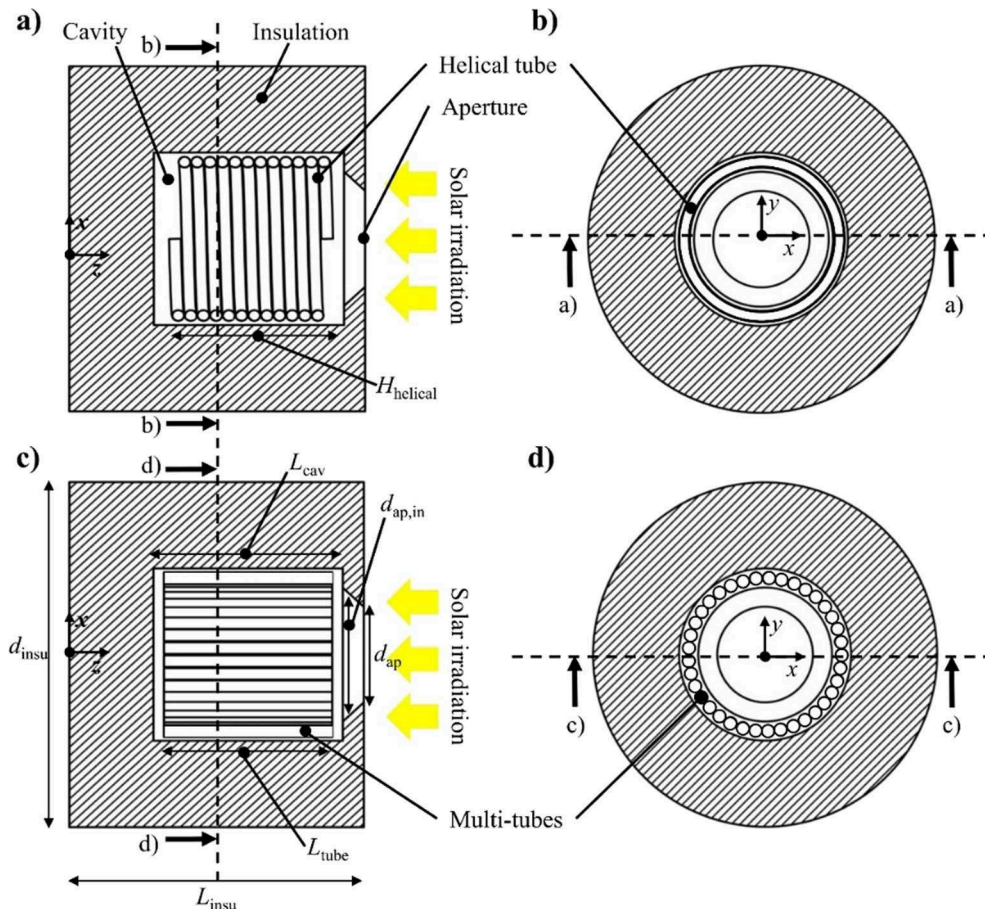 a)
b)
Cavity
Insulation
Helical tube
Aperture
Solar irradiation
x
z
H_helical
b)
b)
y
x
a)
a)
c)
d)
L_cav
d_ap,in
Solar irradiation
x
z
d_insu
d_ap
d)
L_tube
L_insu
Multi-tubes
d)
y
x
c)
c)